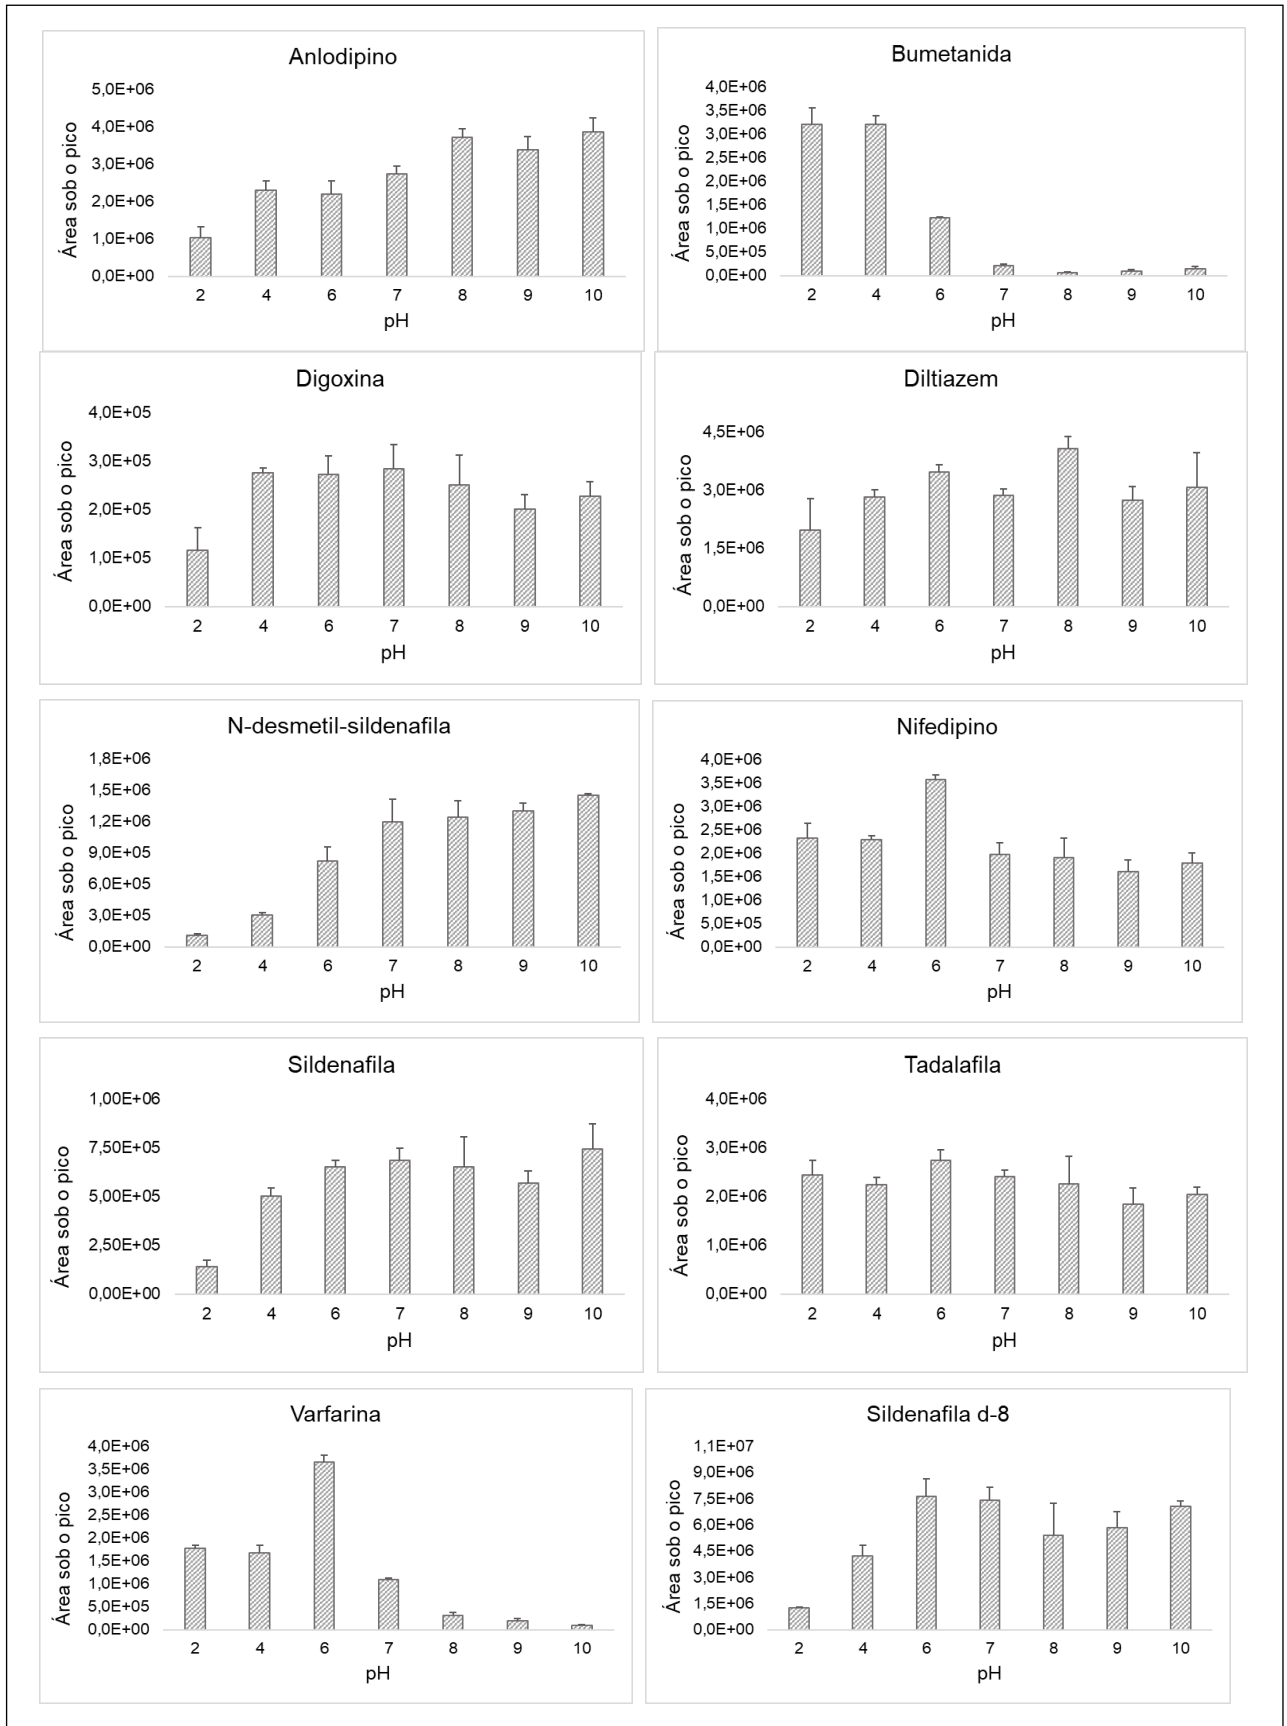 Anlodipino
Área sob o pico
5,0E+06
4,0E+06
3,0E+06
2,0E+06
1,0E+06
0,0E+00
2 4 6 7 8 9 10
pH
Bumetanida
Área sob o pico
4,0E+06
3,5E+06
3,0E+06
2,5E+06
2,0E+06
1,5E+06
1,0E+06
5,0E+05
0,0E+00
2 4 6 7 8 9 10
pH
Digoxina
Área sob o pico
4,0E+05
3,0E+05
2,0E+05
1,0E+05
0,0E+00
2 4 6 7 8 9 10
pH
Diltiazem
Área sob o pico
4,5E+06
3,0E+06
1,5E+06
0,0E+00
2 4 6 7 8 9 10
pH
N-desmetil-sildenafila
Área sob o pico
1,8E+06
1,5E+06
1,2E+06
9,0E+05
6,0E+05
3,0E+05
0,0E+00
2 4 6 7 8 9 10
pH
Nifedipino
Área sob o pico
4,0E+06
3,5E+06
3,0E+06
2,5E+06
2,0E+06
1,5E+06
1,0E+06
5,0E+05
0,0E+00
2 4 6 7 8 9 10
pH
Sildenafila
Área sob o pico
1,00E+06
7,50E+05
5,00E+05
2,50E+05
0,00E+00
2 4 6 7 8 9 10
pH
Tadalafila
Área sob o pico
4,0E+06
3,0E+06
2,0E+06
1,0E+06
0,0E+00
2 4 6 7 8 9 10
pH
Varfarina
Área sob o pico
4,0E+06
3,5E+06
3,0E+06
2,5E+06
2,0E+06
1,5E+06
1,0E+06
5,0E+05
0,0E+00
2 4 6 7 8 9 10
pH
Sildenafila d-8
Área sob o pico
1,1E+07
9,0E+06
7,5E+06
6,0E+06
4,5E+06
3,0E+06
1,5E+06
0,0E+00
2 4 6 7 8 9 10
pH